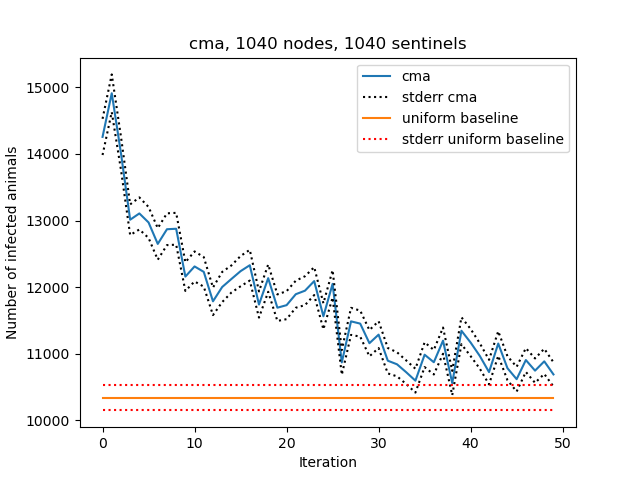 cma, 1040 nodes, 1040 sentinels
cma
stderr cma
uniform baseline
stderr uniform baseline
Number of infected animals
15000
14000
13000
12000
11000
10000
0 10 20 30 40 50
Iteration